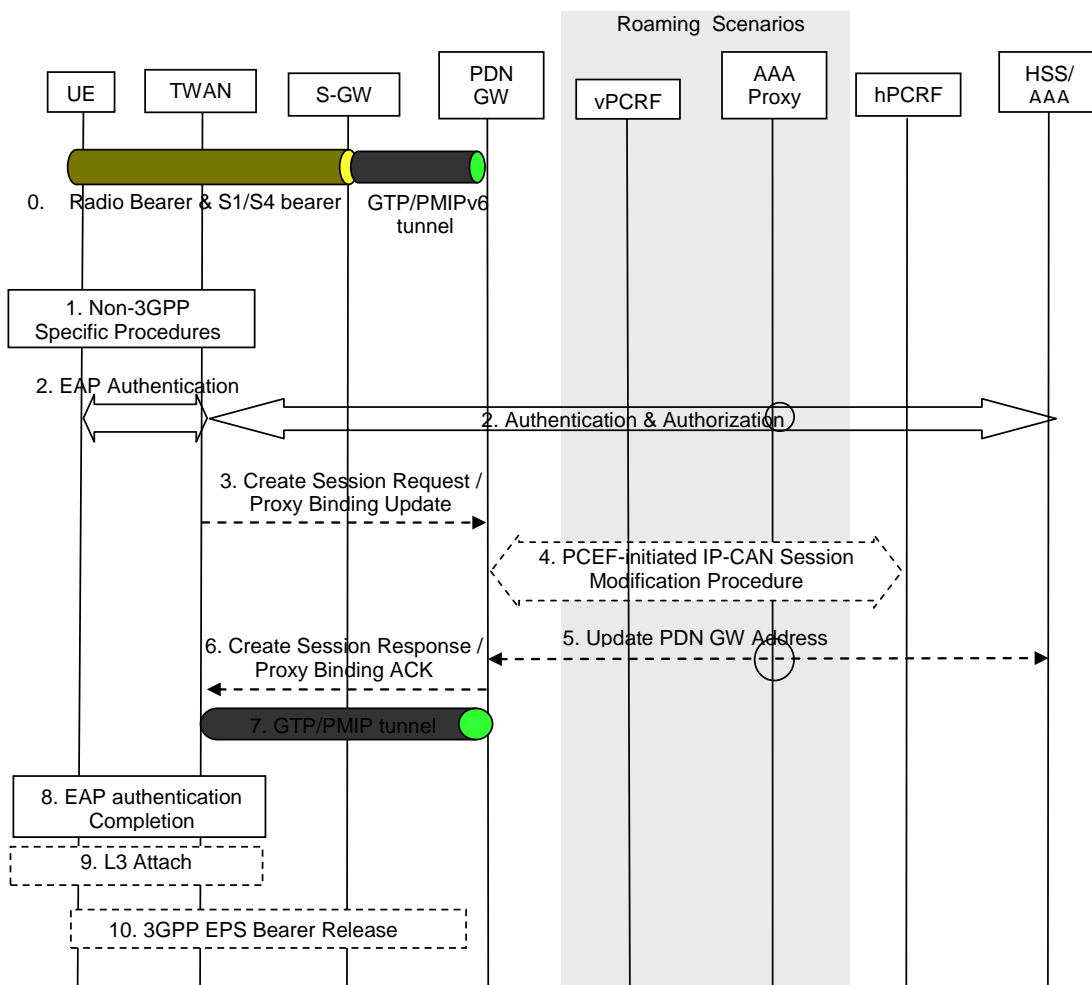 Roaming Scenarios
UE
TWAN
S-GW
PDN
GW
vPCRF
AAA
Proxy
hPCRF
HSS/
AAA
0. Radio Bearer & S1/S4 bearer
GTP/PMIPv6
tunnel
1. Non-3GPP
Specific Procedures
2. EAP Authentication
2. Authentication & Authorization
3. Create Session Request /
Proxy Binding Update
4. PCEF-initiated IP-CAN Session
Modification Procedure
5. Update PDN GW Address
6. Create Session Response /
Proxy Binding ACK
7. GTP/PMIP tunnel
8. EAP authentication
Completion
9. L3 Attach
10. 3GPP EPS Bearer Release